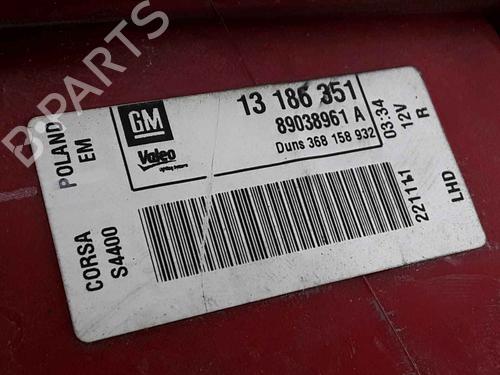 B-PARTS
POLAND
EM
GM
Valeo
13 186 351
89038961 A
Duns 368 158 932
03:34
12V
R
CORSA
S4400
221111
LHD